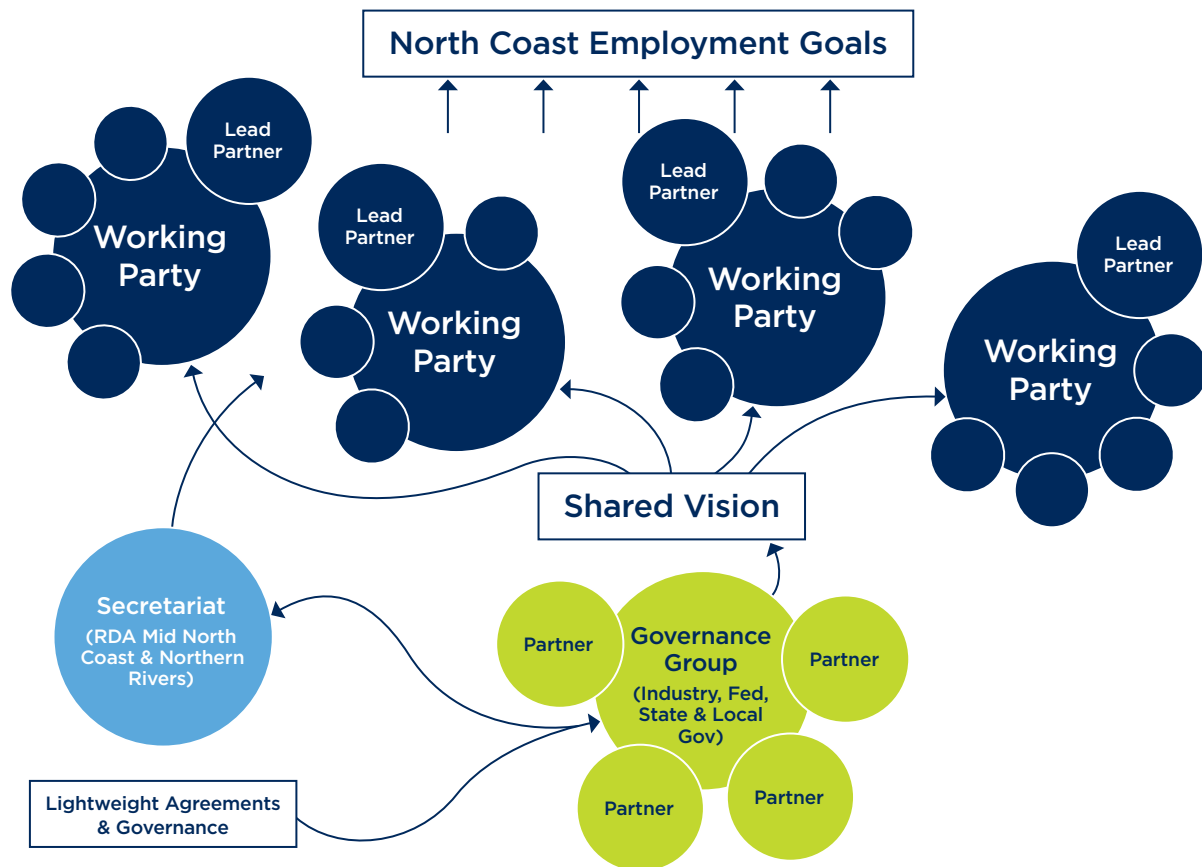 North Coast Employment Goals
Lead
Partner
Working
Party
Lead
Partner
Working
Party
Lead
Partner
Working
Party
Lead
Partner
Working
Party
Shared Vision
Secretariat
(RDA Mid North
Coast & Northern
Rivers)
Partner
Governance
Group
(Industry, Fed,
State & Local
Gov)
Partner
Partner
Partner
Lightweight Agreements
& Governance